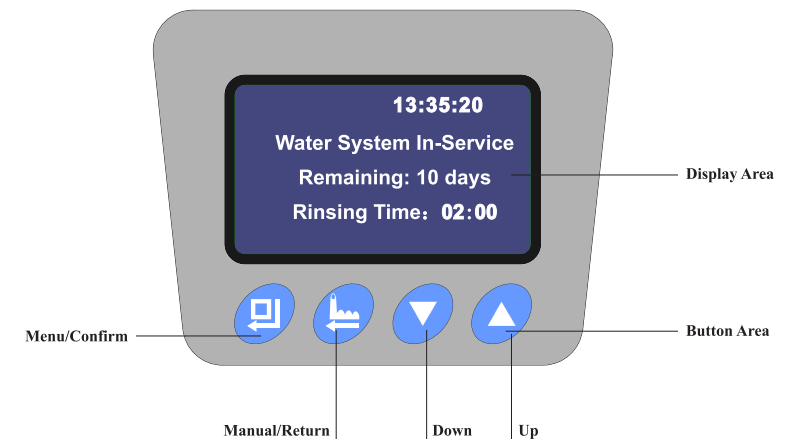 13:35:20
Water System In-Service
Remaining: 10 days
Rinsing Time：02:00
Display Area
Menu/Confirm
Button Area
Manual/Return
Down
Up